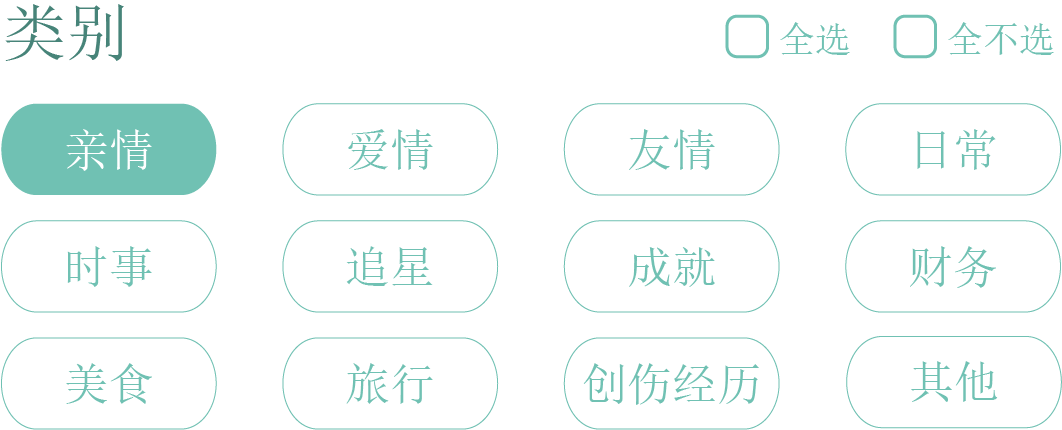 类别 全选 全不选
亲情 爱情 友情 日常
时事 追星 成就 财务
美食 旅行 创伤经历 其他